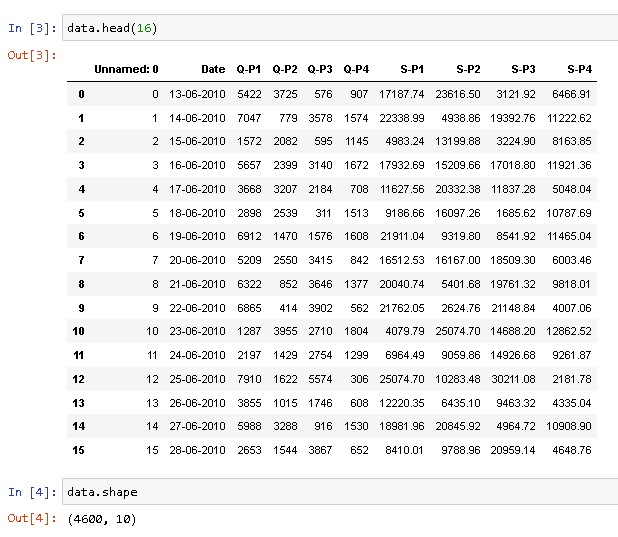 In [3]: data.head(16)
Out[3]:
Unnamed: 0 Date Q-P1 Q-P2 Q-P3 Q-P4 S-P1 S-P2 S-P3 S-P4
0 0 13-06-2010 5422 3725 576 907 17187.74 23616.50 3121.92 6466.91
1 1 14-06-2010 7047 779 3578 1574 22338.99 4938.86 19392.76 11222.62
2 2 15-06-2010 1572 2082 595 1145 4983.24 13199.88 3224.90 8163.85
3 3 16-06-2010 5657 2399 3140 1672 17932.69 15209.66 17018.80 11921.36
4 4 17-06-2010 3668 3207 2184 708 11627.56 20332.38 11837.28 5048.04
5 5 18-06-2010 2898 2539 311 1513 9186.66 16097.26 1685.62 10787.69
6 6 19-06-2010 6912 1470 1576 1608 21911.04 9319.80 8541.92 11465.04
7 7 20-06-2010 5209 2550 3415 842 16512.53 16167.00 18509.30 6003.46
8 8 21-06-2010 6322 852 3646 1377 20040.74 5401.68 19761.32 9818.01
9 9 22-06-2010 6865 414 3902 562 21762.05 2624.76 21148.84 4007.06
10 10 23-06-2010 1287 3955 2710 1804 4079.79 25074.70 14688.20 12862.52
11 11 24-06-2010 2197 1429 2754 1299 6964.49 9059.86 14926.68 9261.87
12 12 25-06-2010 7910 1622 5574 306 25074.70 10283.48 30211.08 2181.78
13 13 26-06-2010 3855 1015 1746 608 12220.35 6435.10 9463.32 4335.04
14 14 27-06-2010 5988 3288 916 1530 18981.96 20845.92 4964.72 10908.90
15 15 28-06-2010 2653 1544 3867 652 8410.01 9788.96 20959.14 4648.76
In [4]: data.shape
Out[4]: (4600, 10)